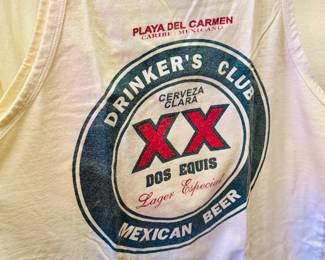 PLAYA DEL CARMEN
CARIBE MEXICANO
DRINKER'S CLUB
CERVEZA
CLARA
XX
DOS EQUIS
Lager Especial
MEXICAN BEER